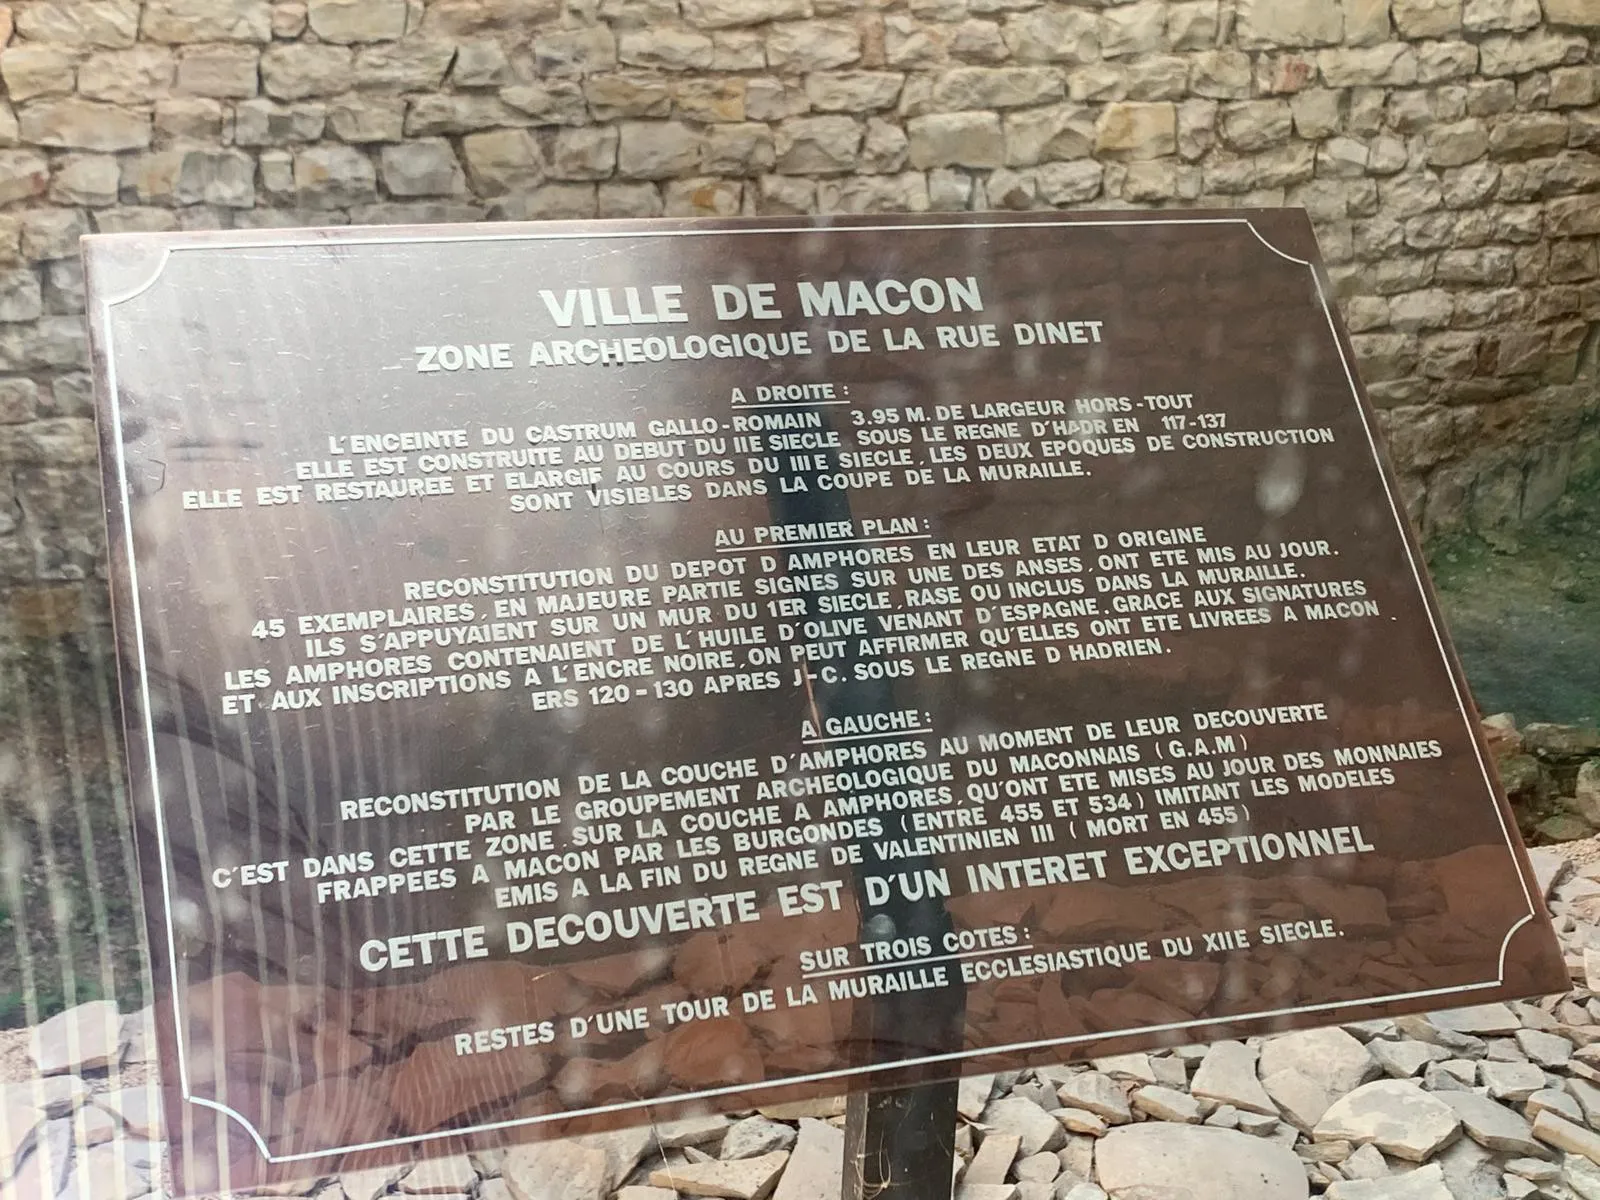 VILLE DE MACON
ZONE ARCHEOLOGIQUE DE LA RUE DINET
A DROITE :
L'ENCEINTE DU CASTRUM GALLO-ROMAIN 3.95 M. DE LARGEUR HORS-TOUT
ELLE EST CONSTRUITE AU DEBUT DU IIE SIECLE SOUS LE REGNE D'HADR EN 117-137
ELLE EST RESTAUREE ET ELARGIE AU COURS DU IIIE SIECLE, LES DEUX EPOQUES DE CONSTRUCTION
SONT VISIBLES DANS LA COUPE DE LA MURAILLE.
AU PREMIER PLAN :
RECONSTITUTION DU DEPOT D AMPHORES EN LEUR ETAT D ORIGINE
45 EXEMPLAIRES, EN MAJEURE PARTIE SIGNES SUR UNE DES ANSES, ONT ETE MIS AU JOUR.
ILS S'APPUYAIENT SUR UN MUR DU 1ER SIECLE, RASE OU INCLUS DANS LA MURAILLE.
LES AMPHORES CONTENAIENT DE L'HUILE D'OLIVE VENANT D'ESPAGNE. GRACE AUX SIGNATURES
ET AUX INSCRIPTIONS A L'ENCRE NOIRE, ON PEUT AFFIRMER QU'ELLES ONT ETE LIVREES A MACON .
ERS 120-130 APRES J-C. SOUS LE REGNE D HADRIEN.
A GAUCHE :
RECONSTITUTION DE LA COUCHE D'AMPHORES AU MOMENT DE LEUR DECOUVERTE
PAR LE GROUPEMENT ARCHEOLOGIQUE DU MACONNAIS (G.A.M)
C'EST DANS CETTE ZONE SUR LA COUCHE A AMPHORES, QU'ONT ETE MISES AU JOUR DES MONNAIES
FRAPPEES A MACON PAR LES BURGONDES (ENTRE 455 ET 534) IMITANT LES MODELES
EMIS A LA FIN DU REGNE DE VALENTINIEN III (MORT EN 455)
CETTE DECOUVERTE EST D'UN INTERET EXCEPTIONNEL
SUR TROIS COTES :
RESTES D'UNE TOUR DE LA MURAILLE ECCLESIASTIQUE DU XIIE SIECLE.